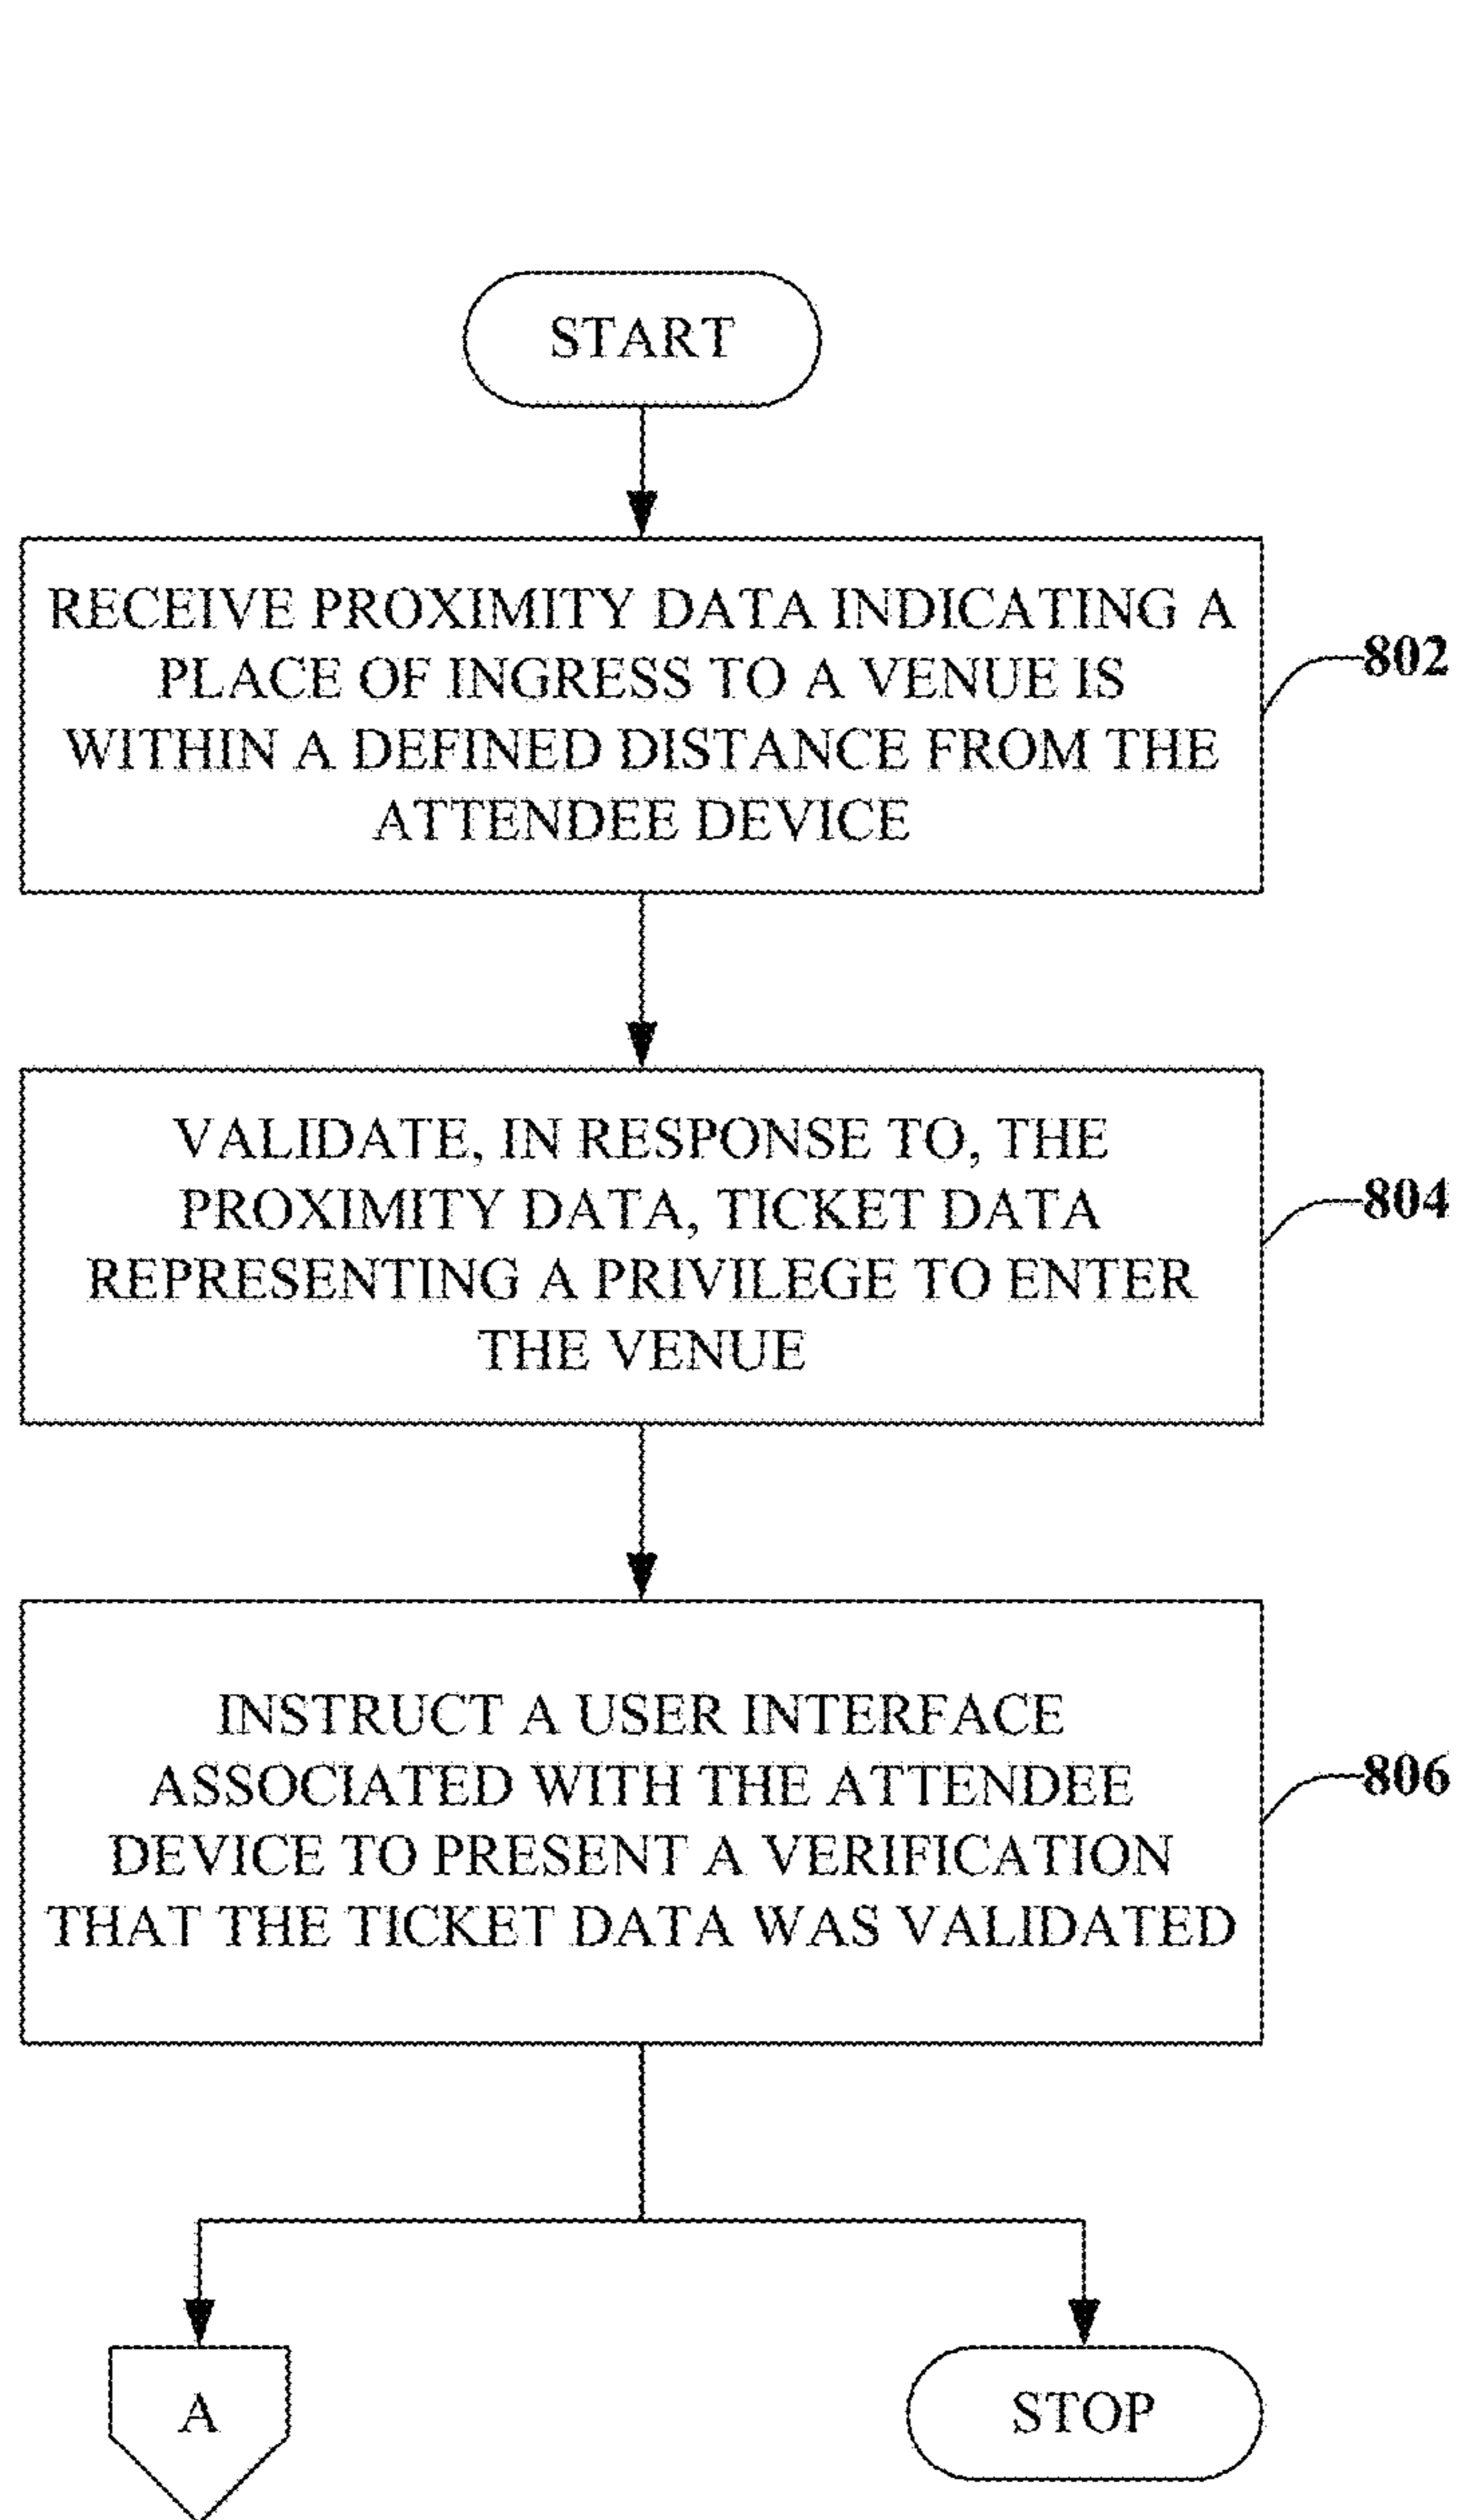 START
RECEIVE PROXIMITY DATA INDICATING A
PLACE OF INGRESS TO A VENUE IS
WITHIN A DEFINED DISTANCE FROM THE
ATTENDEE DEVICE
802
VALIDATE, IN RESPONSE TO, THE
PROXIMITY DATA, TICKET DATA
REPRESENTING A PRIVILEGE TO ENTER
THE VENUE
804
INSTRUCT A USER INTERFACE
ASSOCIATED WITH THE ATTENDEE
DEVICE TO PRESENT A VERIFICATION
THAT THE TICKET DATA WAS VALIDATED
806
A
STOP